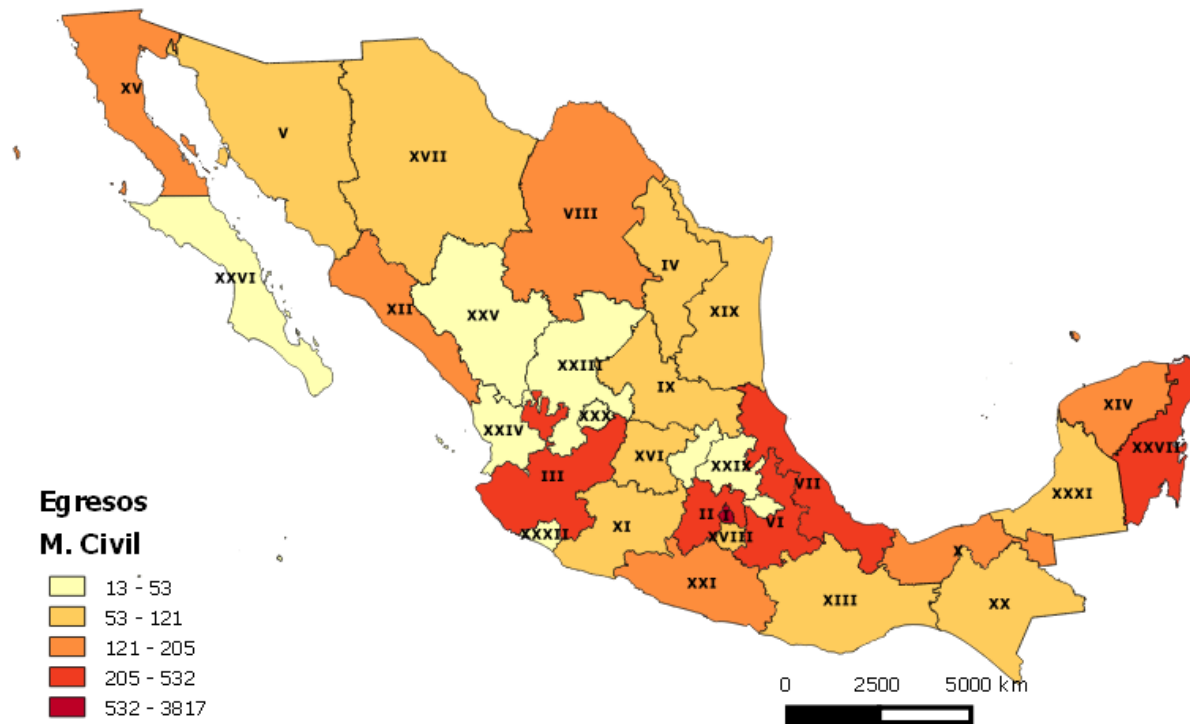 XV
V
XVII
VIII
XXVI
IV
XII
XXV
XIX
XXIII
IX
XXX
XXIV
XIV
XXVII
XVI
XXIX
III
VII
XXXI
II
I
VI
XI
XXXII
XVIII
X
XXI
XIII
XX
Egresos
M. Civil
13 - 53
53 - 121
121 - 205
205 - 532
532 - 3817
0 2500 5000 km